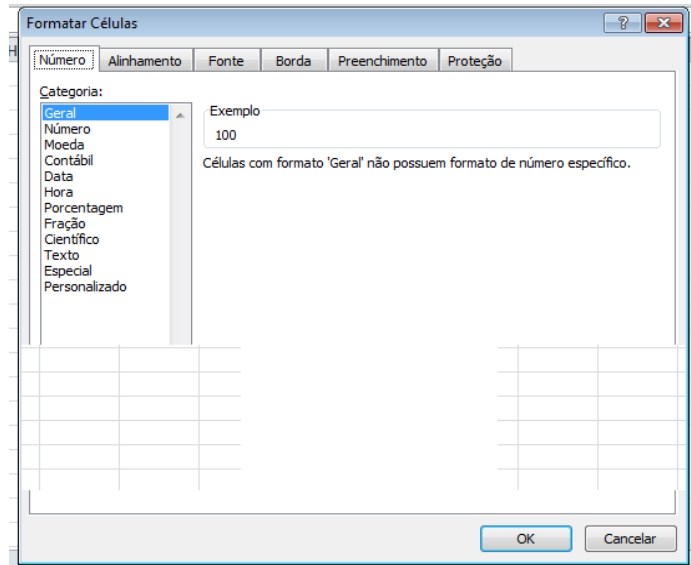 Formatar Células
H
Número Alinhamento Fonte Borda Preenchimento Proteção
Categoria:
Geral
Número
Moeda
Contábil
Data
Hora
Porcentagem
Fração
Científico
Texto
Especial
Personalizado
Exemplo
100
Células com formato 'Geral' não possuem formato de número específico.
OK Cancelar